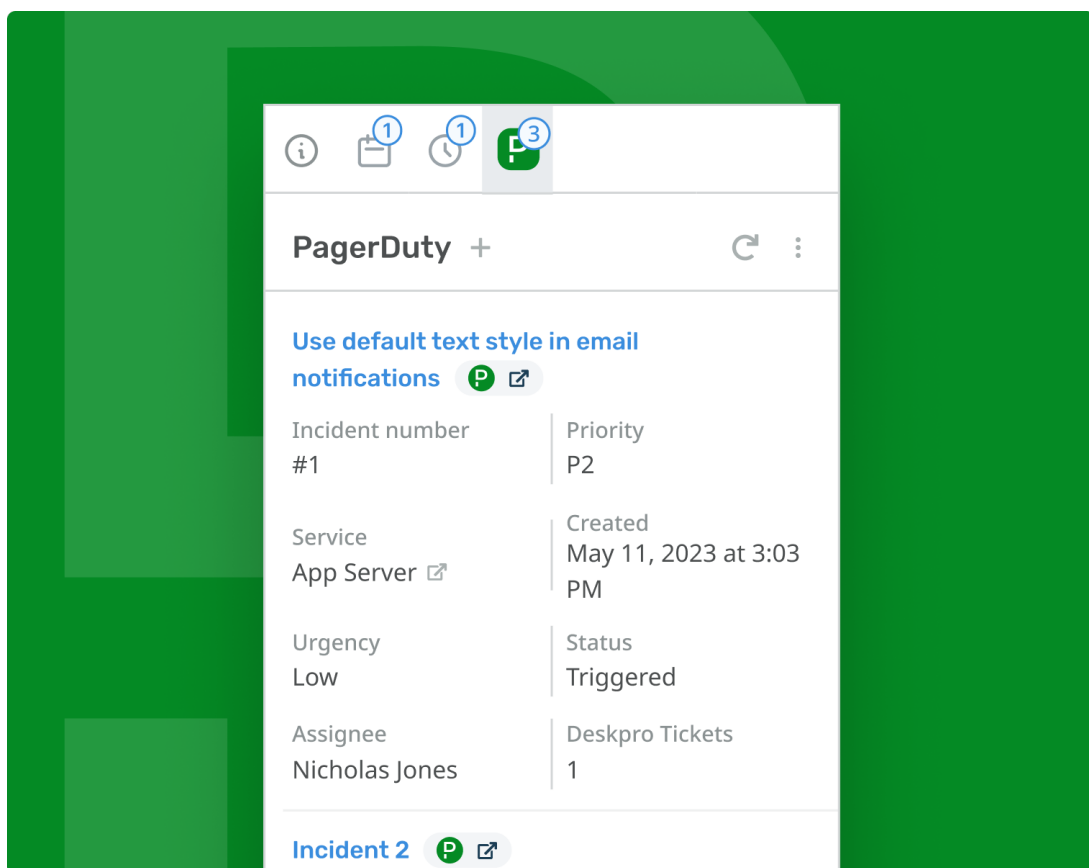 1 1 3
PagerDuty
Use default text style in email
notifications
Incident number Priority
#1 P2
Service Created
App Server May 11, 2023 at 3:03
PM
Urgency Status
Low Triggered
Assignee Deskpro Tickets
Nicholas Jones 1
Incident 2